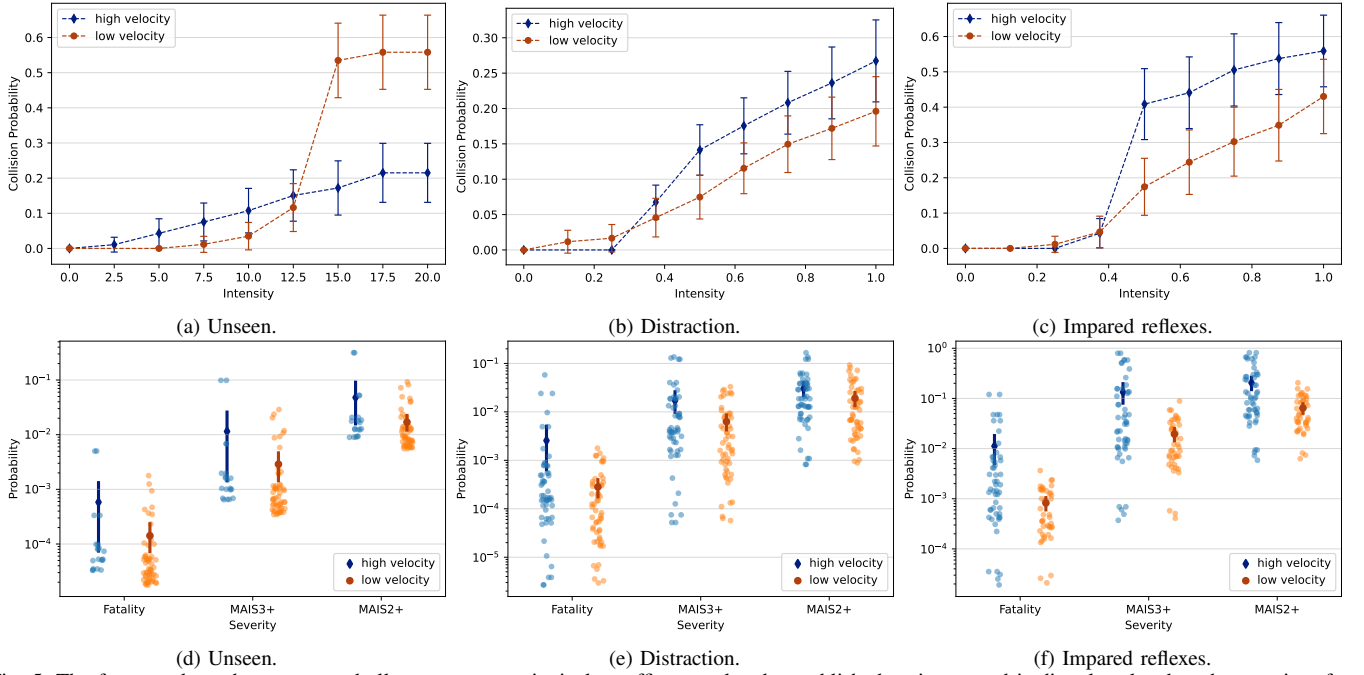 high velocity
low velocity
Collision Probability
0.6
0.5
0.4
0.3
0.2
0.1
0.0
0.0 2.5 5.0 7.5 10.0 12.5 15.0 17.5 20.0
Intensity
(a) Unseen.
high velocity
low velocity
Collision Probability
0.30
0.25
0.20
0.15
0.10
0.05
0.00
0.0 0.2 0.4 0.6 0.8 1.0
Intensity
(b) Distraction.
high velocity
low velocity
Collision Probability
0.6
0.5
0.4
0.3
0.2
0.1
0.0
0.0 0.2 0.4 0.6 0.8 1.0
Intensity
(c) Impared reflexes.
Probability
10⁻¹
10⁻²
10⁻³
10⁻⁴
high velocity
low velocity
Fatality MAIS3+ MAIS2+
Severity
(d) Unseen.
Probability
10⁻¹
10⁻²
10⁻³
10⁻⁴
10⁻⁵
high velocity
low velocity
Fatality MAIS3+ MAIS2+
Severity
(e) Distraction.
Probability
10⁰
10⁻¹
10⁻²
10⁻³
10⁻⁴
high velocity
low velocity
Fatality MAIS3+ MAIS2+
Severity
(f) Impared reflexes.